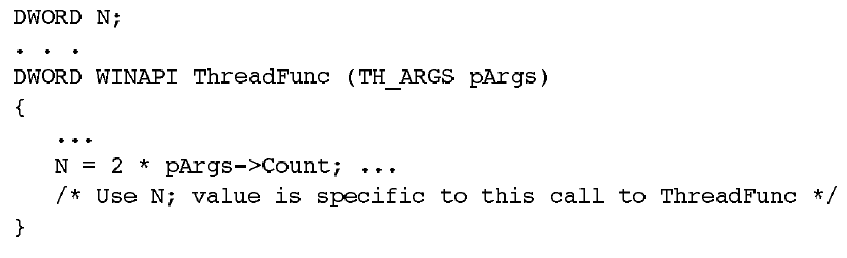 DWORD N;
. . .
DWORD WINAPI ThreadFunc (TH_ARGS pArgs)
{
   ...
   N = 2 * pArgs->Count; ...
   /* Use N; value is specific to this call to ThreadFunc */
}